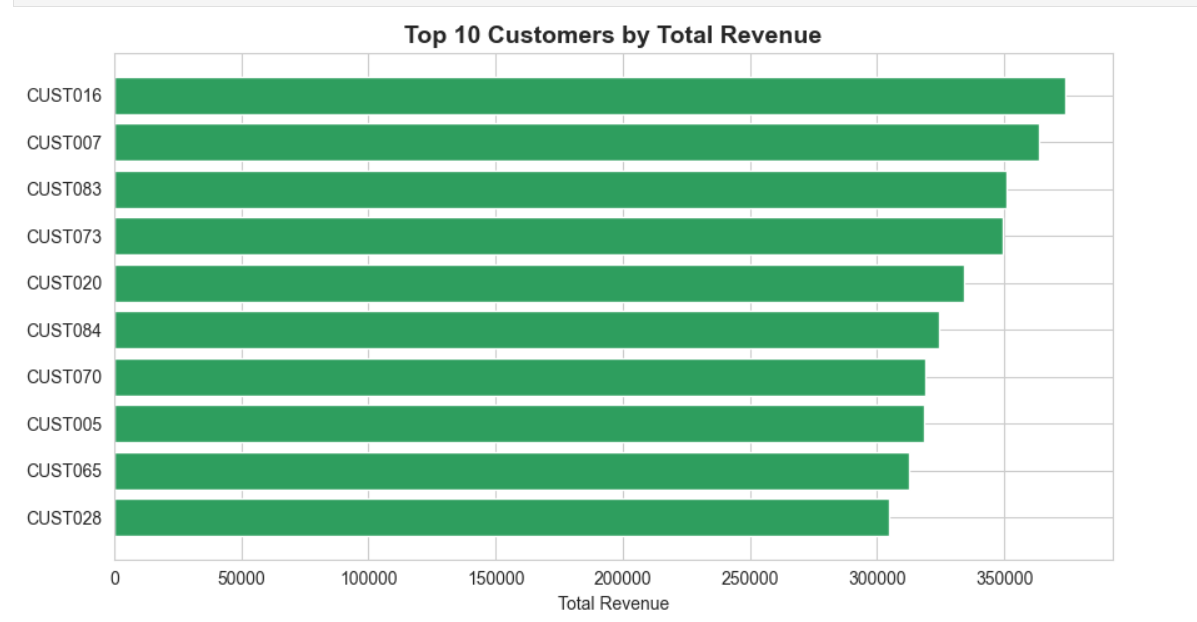 Top 10 Customers by Total Revenue
CUST016
CUST007
CUST083
CUST073
CUST020
CUST084
CUST070
CUST005
CUST065
CUST028
0 50000 100000 150000 200000 250000 300000 350000
Total Revenue